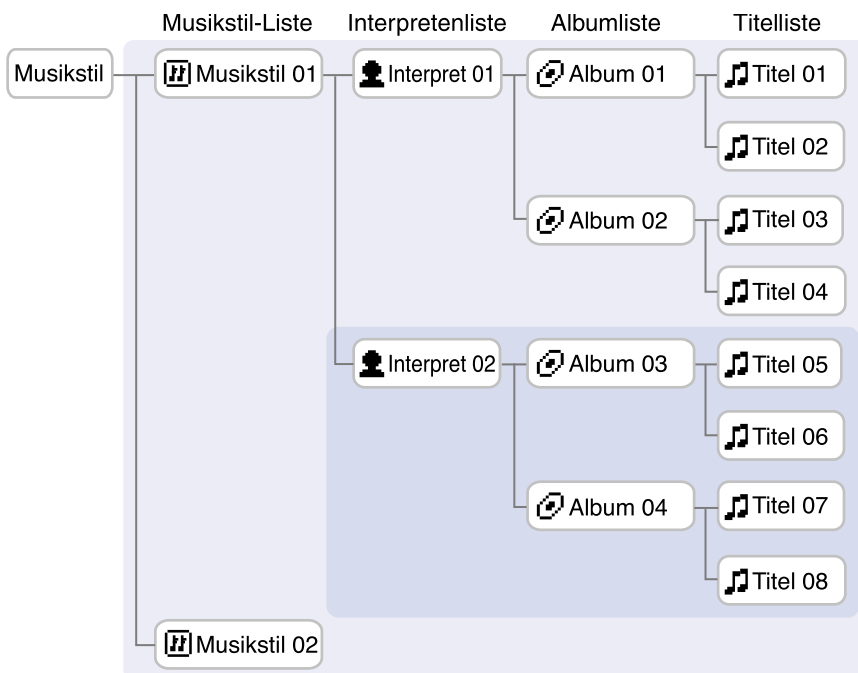 Musikstil-Liste Interpretenliste Albumliste Titelliste
Musikstil Musikstil 01 Interpret 01 Album 01 Titel 01
Titel 02
Album 02 Titel 03
Titel 04
Interpret 02 Album 03 Titel 05
Titel 06
Album 04 Titel 07
Titel 08
Musikstil 02